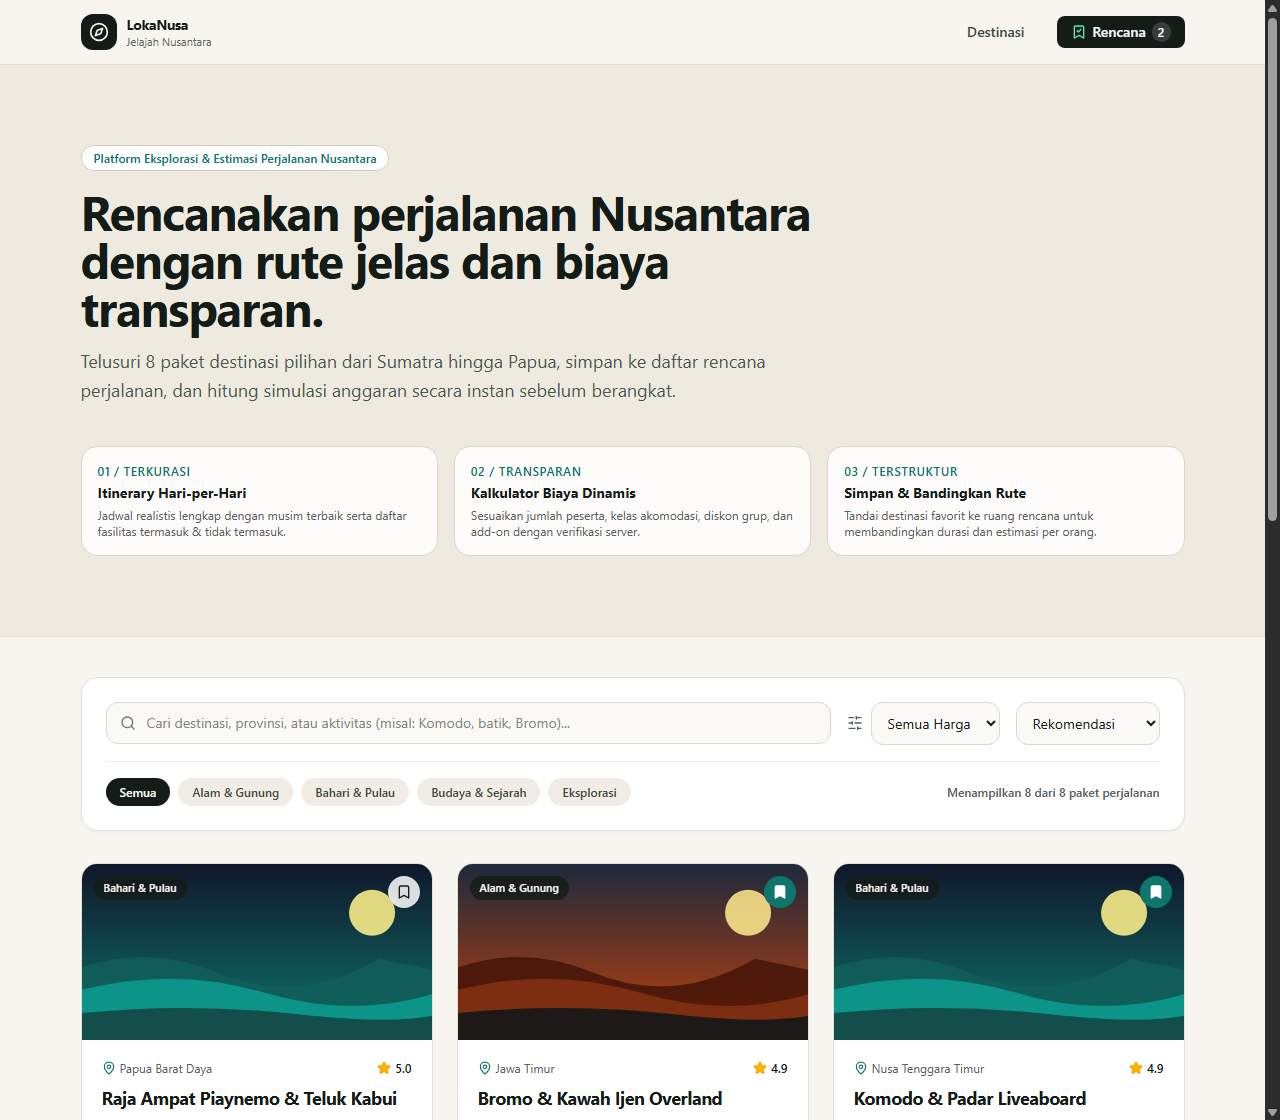 LokaNusa
Jelajah Nusantara
Destinasi
Rencana 2
Platform Eksplorasi & Estimasi Perjalanan Nusantara
Rencanakan perjalanan Nusantara
dengan rute jelas dan biaya
transparan.
Telusuri 8 paket destinasi pilihan dari Sumatra hingga Papua, simpan ke daftar rencana
perjalanan, dan hitung simulasi anggaran secara instan sebelum berangkat.
01 / TERKURASI
Itinerary Hari-per-Hari
Jadwal realistis lengkap dengan musim terbaik serta daftar
fasilitas termasuk & tidak termasuk.
02 / TRANSPARAN
Kalkulator Biaya Dinamis
Sesuaikan jumlah peserta, kelas akomodasi, diskon grup, dan
add-on dengan verifikasi server.
03 / TERSTRUKTUR
Simpan & Bandingkan Rute
Tandai destinasi favorit ke ruang rencana untuk
membandingkan durasi dan estimasi per orang.
Cari destinasi, provinsi, atau aktivitas (misal: Komodo, batik, Bromo)...
Semua Harga
Rekomendasi
Semua
Alam & Gunung
Bahari & Pulau
Budaya & Sejarah
Eksplorasi
Menampilkan 8 dari 8 paket perjalanan
Bahari & Pulau
Papua Barat Daya
5.0
Raja Ampat Piaynemo & Teluk Kabui
Alam & Gunung
Jawa Timur
4.9
Bromo & Kawah Ijen Overland
Bahari & Pulau
Nusa Tenggara Timur
4.9
Komodo & Padar Liveaboard